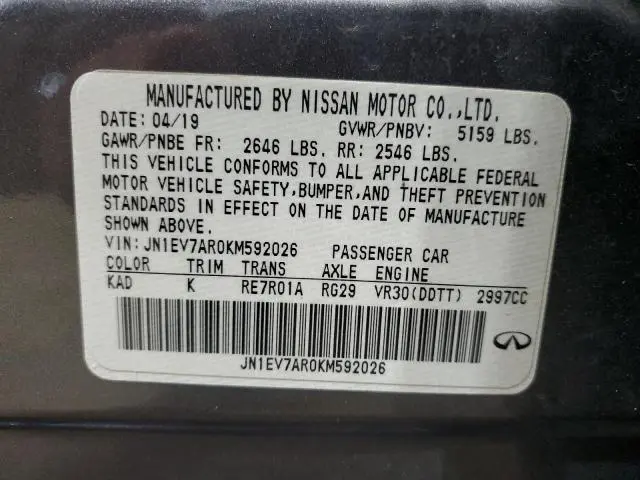 MANUFACTURED BY NISSAN MOTOR CO.,LTD.
DATE: 04/19 GVWR/PNBV: 5159 LBS.
GAWR/PNBE FR: 2646 LBS. RR: 2546 LBS.
THIS VEHICLE CONFORMS TO ALL APPLICABLE FEDERAL
MOTOR VEHICLE SAFETY,BUMPER,AND THEFT PREVENTION
STANDARDS IN EFFECT ON THE DATE OF MANUFACTURE
SHOWN ABOVE.
VIN:JN1EV7AR0KM592026 PASSENGER CAR
COLOR TRIM TRANS AXLE ENGINE
KAD K RE7R01A RG29 VR30(DDTT) 2997CC
JN1EV7AR0KM592026